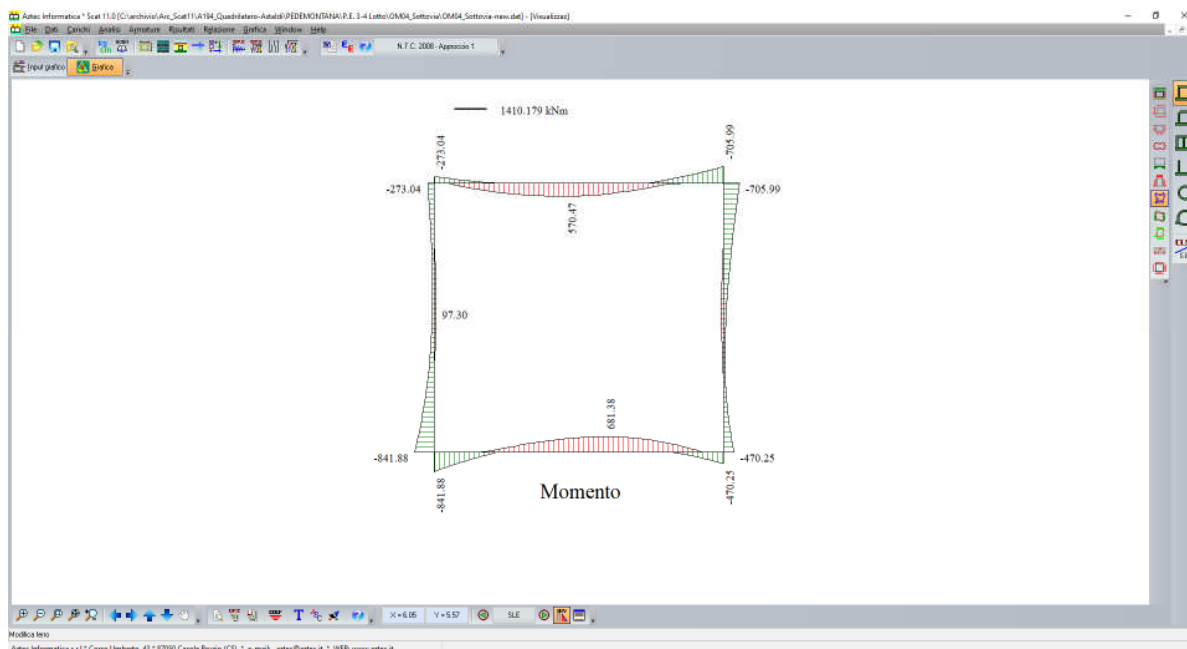 Aztec Informatica * Scat 11.0 [C:\archivio\Arc_Scat11\A194_Quadrilatero-Astaldi\PEDEMONTANA\P.E. 3-4 Lotto\OM04_Sottovia\OM04_Sottovia-new.dat] - [Visualizzac]
File Dati Carichi Analisi Armature Risultati Relazione Grafica Window Help
N.T.C. 2008 - Approccio 1
Input grafico Grafico
1410.179 kNm
-273.04
-705.99
-273.04
-705.99
570.47
97.30
681.38
-841.88
-470.25
-841.88
-470.25
Momento
X = 6.05 Y = 5.57 SLE
Modifica teno